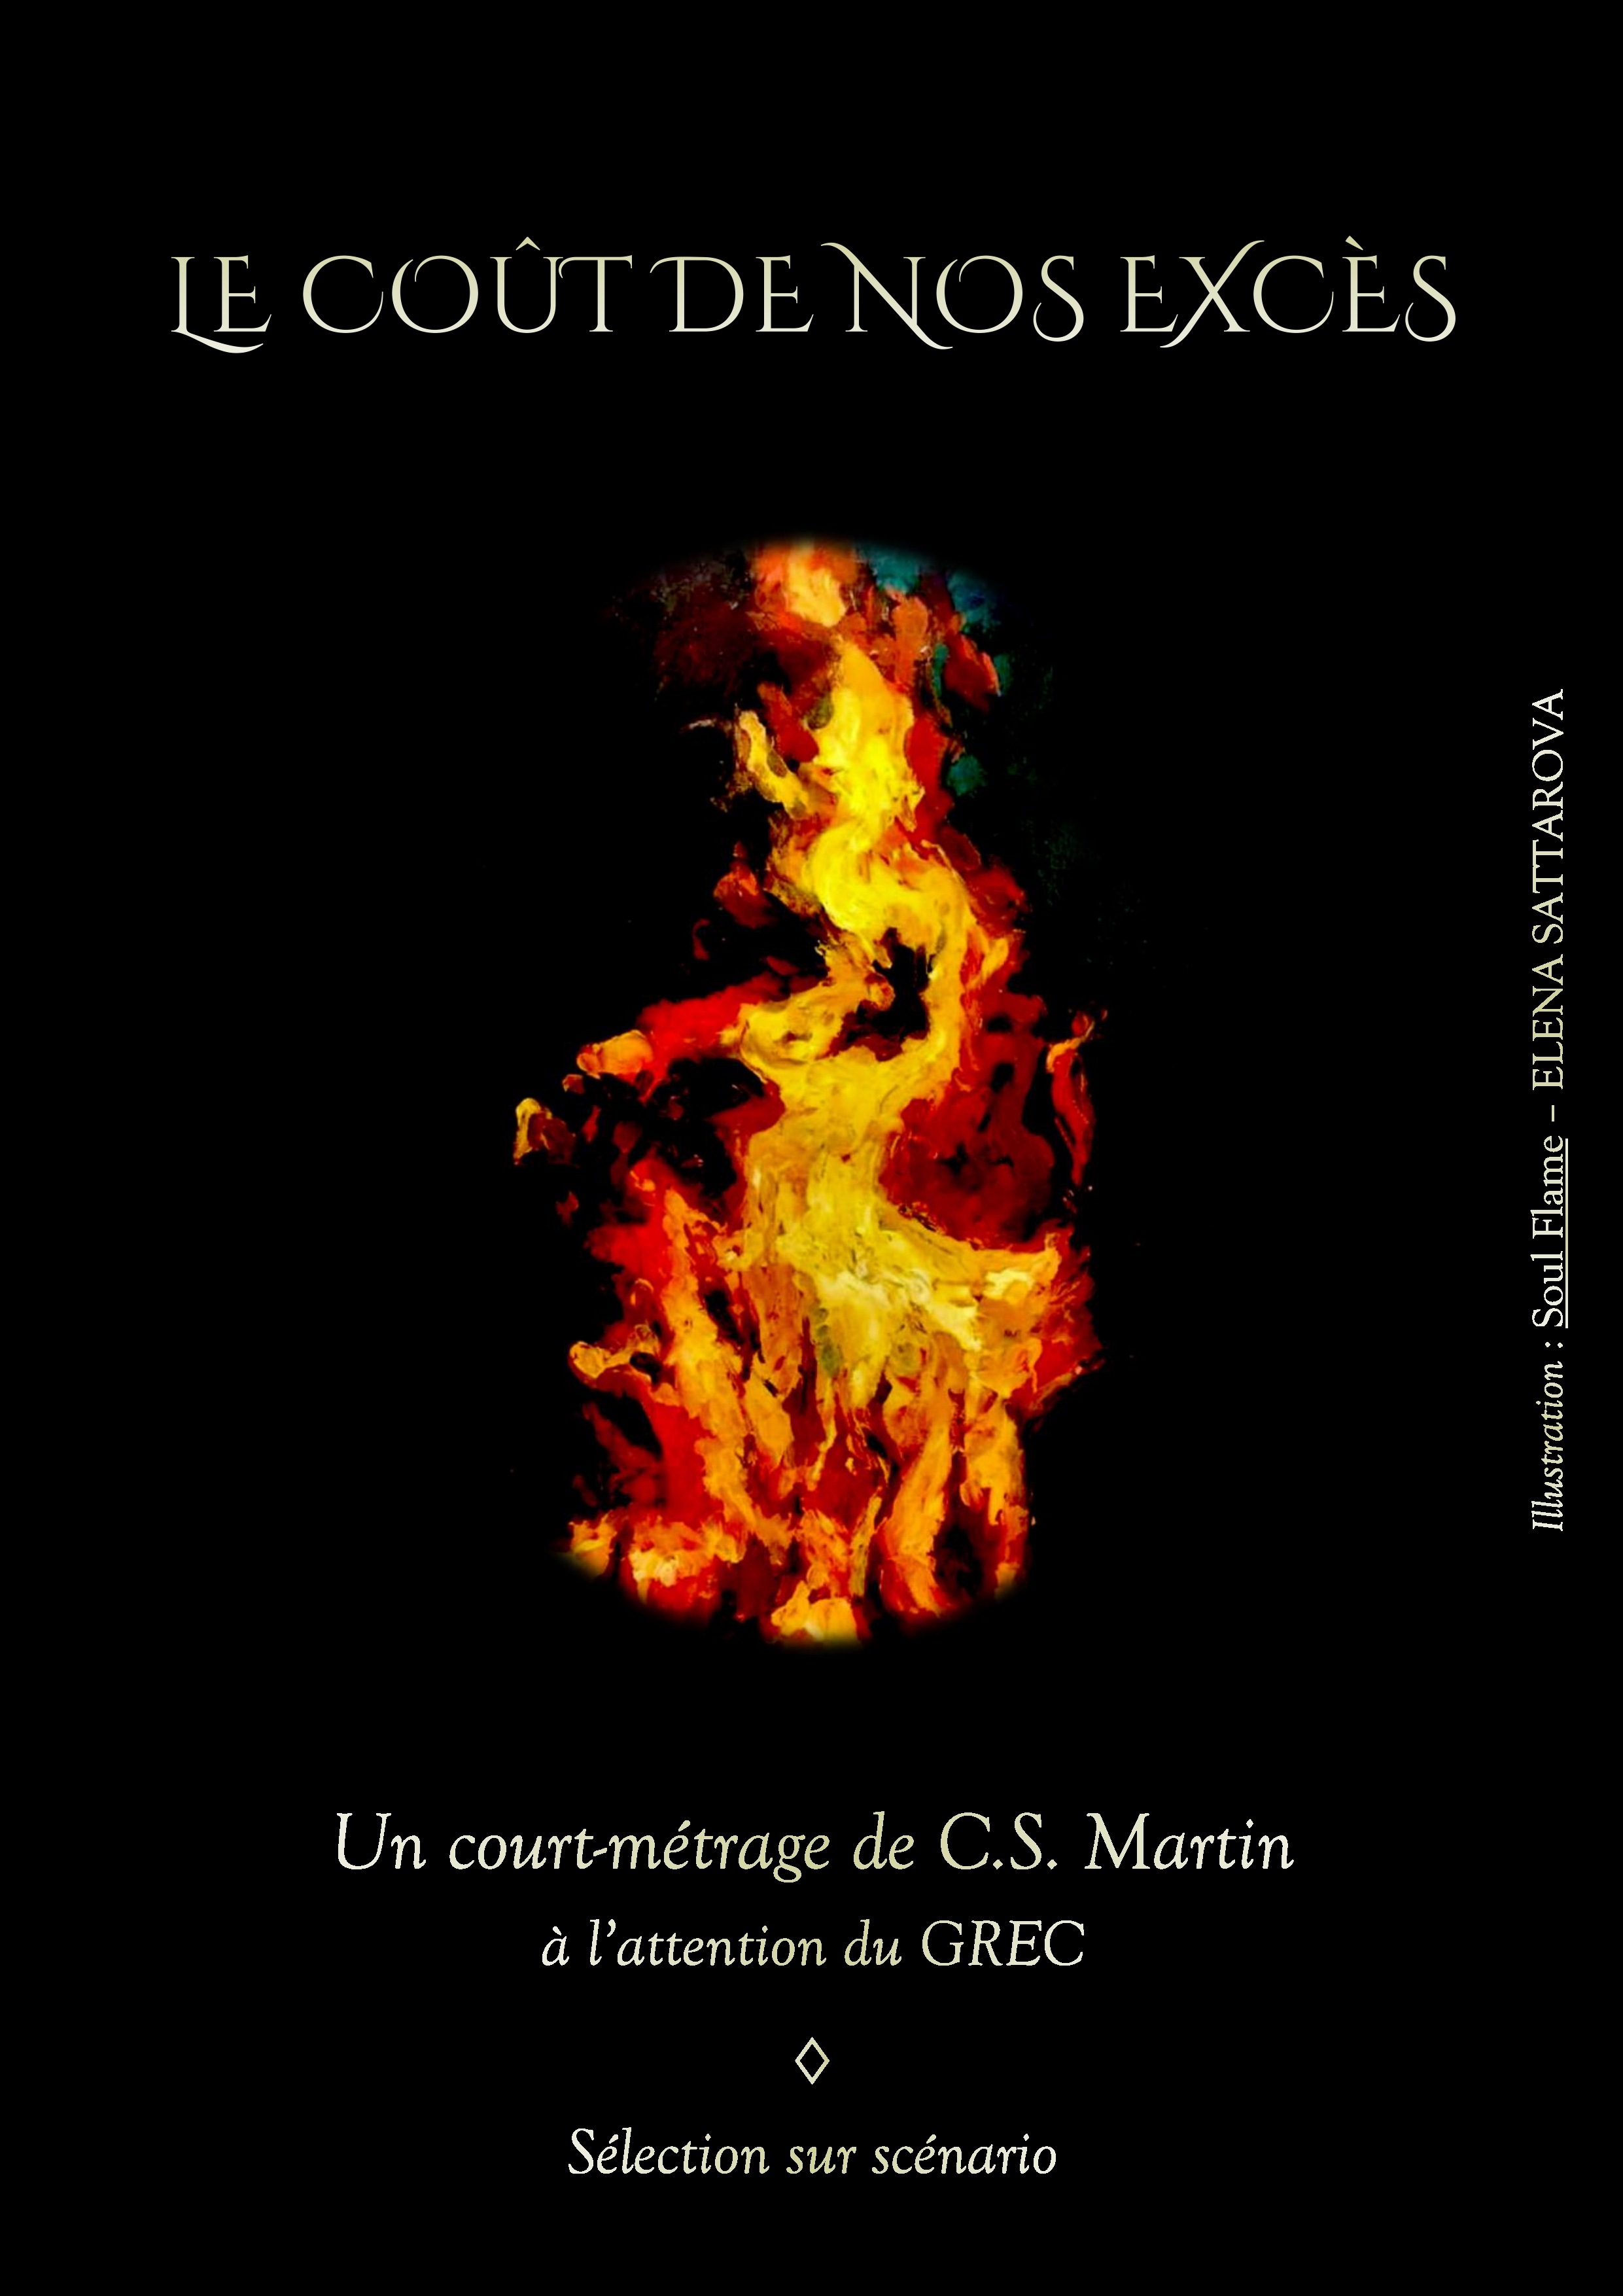 LE COÛT DE NOS EXCÈS
Illustration : Soul Flame – ELENA SATTAROVA
Un court-métrage de C.S. Martin
à l’attention du GREC
◊
Sélection sur scénario